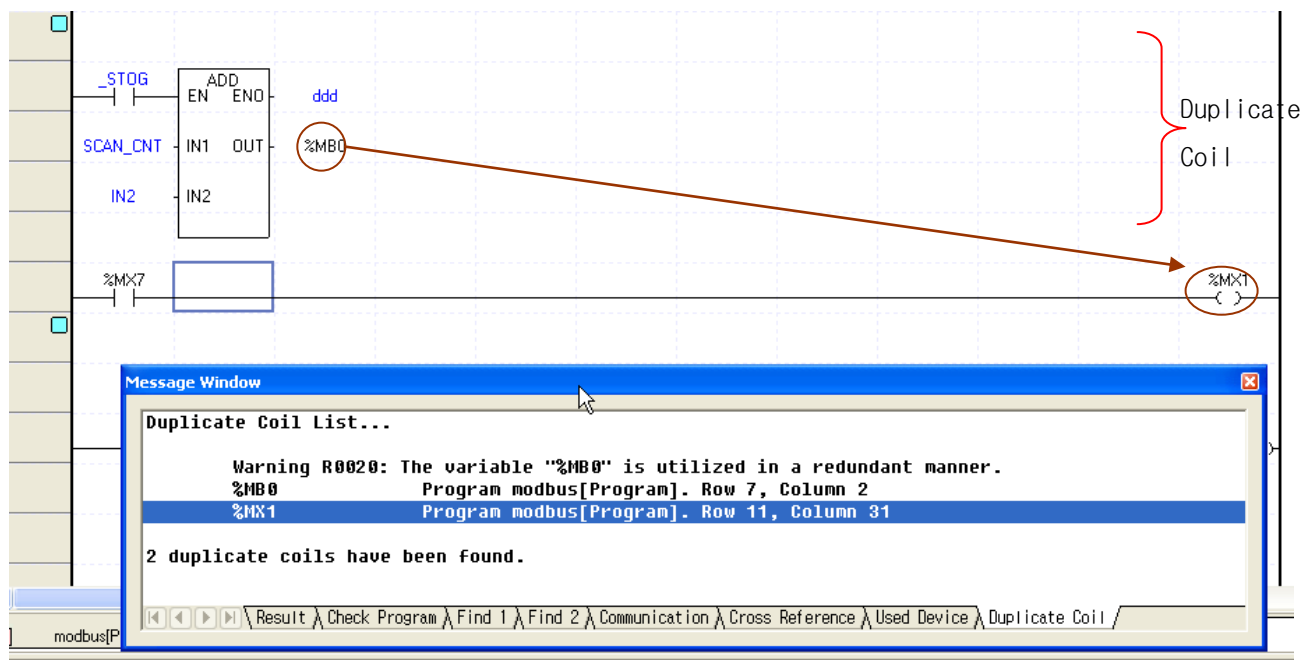 _STOG
ADD
EN ENO
ddd
SCAN_CNT
IN1 OUT
%MB0
IN2
IN2
Duplicate
Coil
%MX7
%MX1
Message Window
Duplicate Coil List...
Warning R0020: The variable "%MB0" is utilized in a redundant manner.
%MB0 Program modbus[Program]. Row 7, Column 2
%MX1 Program modbus[Program]. Row 11, Column 31
2 duplicate coils have been found.
Result Check Program Find 1 Find 2 Communication Cross Reference Used Device Duplicate Coil
modbus[P